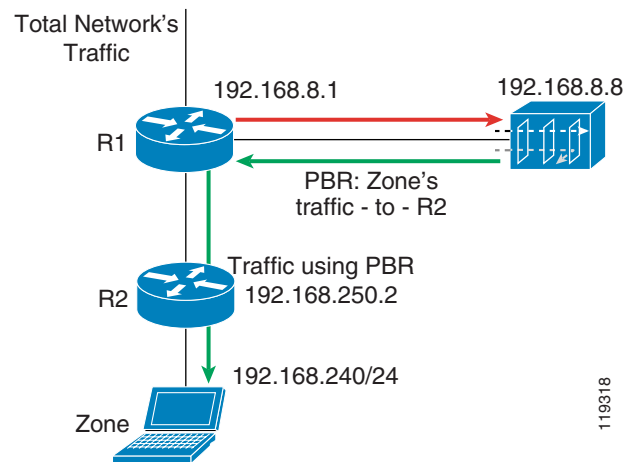 Total Network's
Traffic
192.168.8.1
192.168.8.8
R1
PBR: Zone's
traffic - to - R2
Traffic using PBR
R2
192.168.250.2
192.168.240/24
Zone
119318